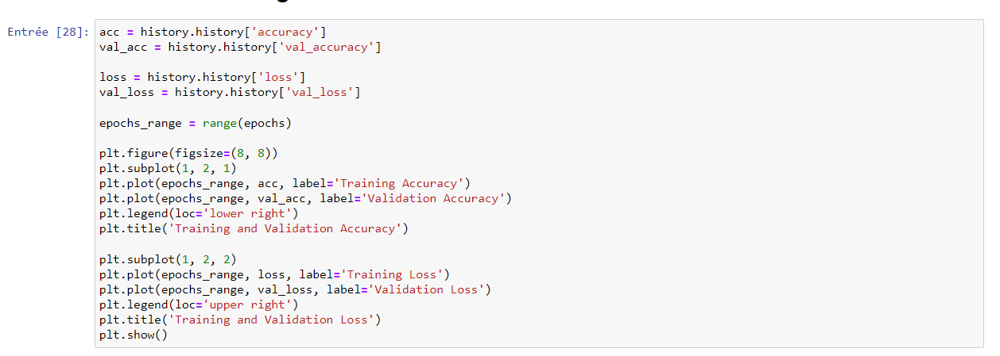 Entrée [28]:
acc = history.history['accuracy']
val_acc = history.history['val_accuracy']
loss = history.history['loss']
val_loss = history.history['val_loss']
epochs_range = range(epochs)
plt.figure(figsize=(8, 8))
plt.subplot(1, 2, 1)
plt.plot(epochs_range, acc, label='Training Accuracy')
plt.plot(epochs_range, val_acc, label='Validation Accuracy')
plt.legend(loc='lower right')
plt.title('Training and Validation Accuracy')
plt.subplot(1, 2, 2)
plt.plot(epochs_range, loss, label='Training Loss')
plt.plot(epochs_range, val_loss, label='Validation Loss')
plt.legend(loc='upper right')
plt.title('Training and Validation Loss')
plt.show()